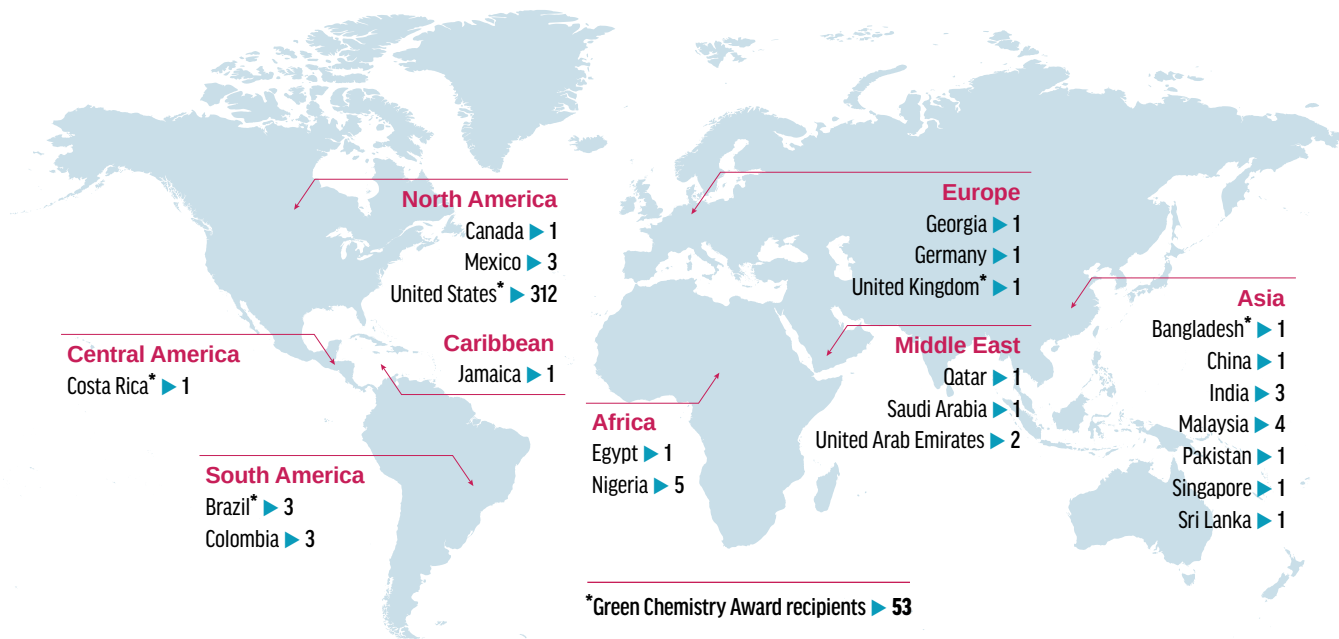 North America
Canada ▶ 1
Mexico ▶ 3
United States* ▶ 312
Central America
Costa Rica* ▶ 1
Caribbean
Jamaica ▶ 1
South America
Brazil* ▶ 3
Colombia ▶ 3
Europe
Georgia ▶ 1
Germany ▶ 1
United Kingdom* ▶ 1
Middle East
Qatar ▶ 1
Saudi Arabia ▶ 1
United Arab Emirates ▶ 2
Africa
Egypt ▶ 1
Nigeria ▶ 5
Asia
Bangladesh* ▶ 1
China ▶ 1
India ▶ 3
Malaysia ▶ 4
Pakistan ▶ 1
Singapore ▶ 1
Sri Lanka ▶ 1
*Green Chemistry Award recipients ▶ 53